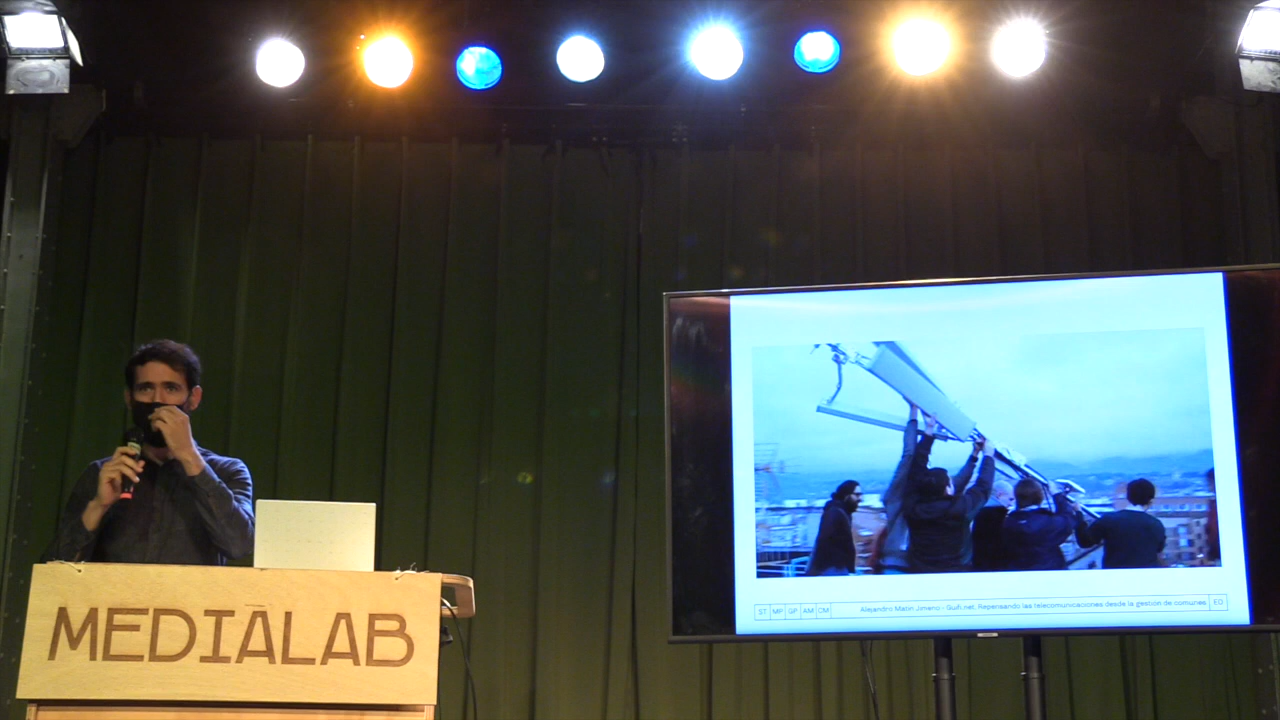 MEDIALAB
ST MP GP AM CM Alejandro Matín Jimeno - Guifi.net. Repensando las telecomunicaciones desde la gestión de comunes EO